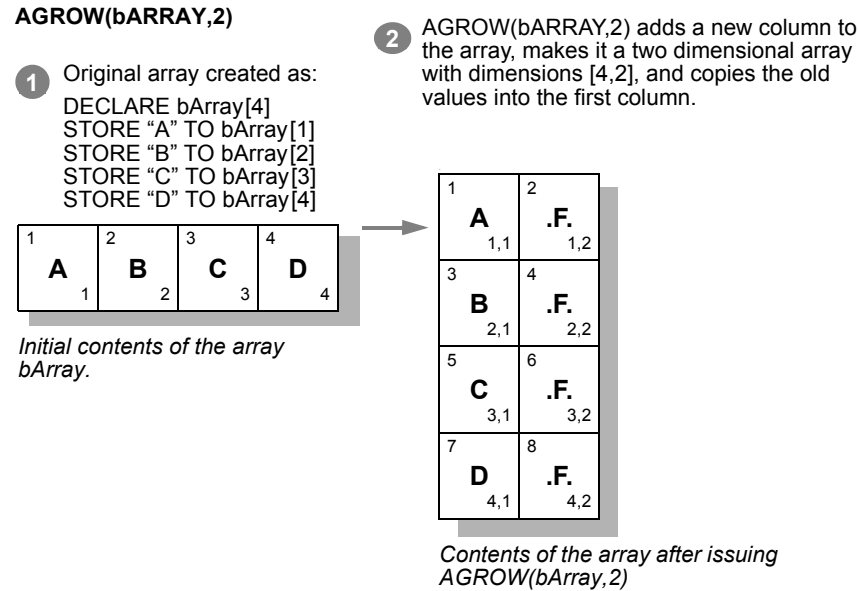 AGROW(bARRAY,2)
1
Original array created as:
DECLARE bArray[4]
STORE “A” TO bArray[1]
STORE “B” TO bArray[2]
STORE “C” TO bArray[3]
STORE “D” TO bArray[4]
1 2 3 4
A B C D
1 2 3 4
Initial contents of the array
bArray.
2
AGROW(bARRAY,2) adds a new column to
the array, makes it a two dimensional array
with dimensions [4,2], and copies the old
values into the first column.
1 2
A .F.
1,1 1,2
3 4
B .F.
2,1 2,2
5 6
C .F.
3,1 3,2
7 8
D .F.
4,1 4,2
Contents of the array after issuing
AGROW(bArray,2)